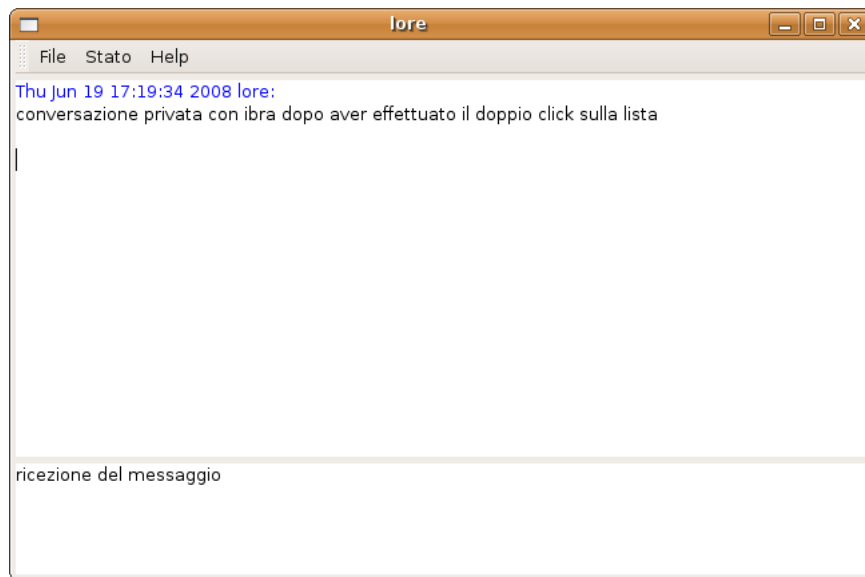 lore
File Stato Help
Thu Jun 19 17:19:34 2008 lore:
conversazione privata con ibra dopo aver effettuato il doppio click sulla lista
ricezione del messaggio